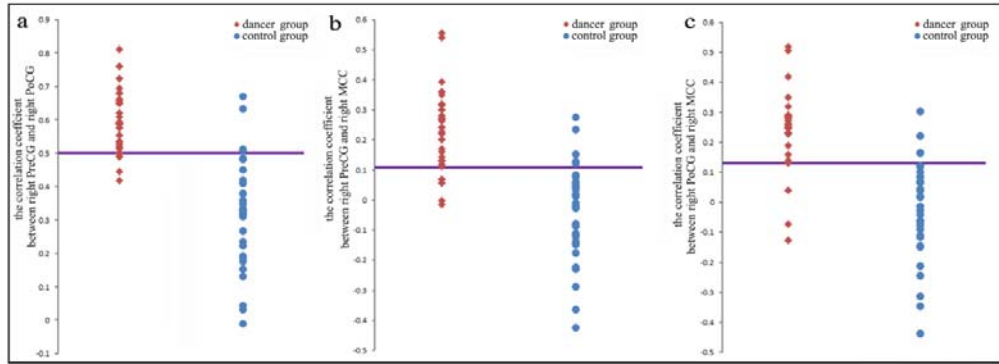 a
dancer group
control group
the correlation coeffcient
between right PreCG and right PoCG
0.9
0.8
0.7
0.6
0.5
0.4
0.3
0.2
0.1
0
-0.1
b
dancer group
control group
the correlation coefficient
between right PreCG and right MCC
0.6
0.5
0.4
0.3
0.2
0.1
0
-0.1
-0.2
-0.3
-0.4
-0.5
c
dancer group
control group
the correlation coefficient
between right PoCG and right MCC
0.6
0.5
0.4
0.3
0.2
0.1
0
-0.1
-0.2
-0.3
-0.4
-0.5